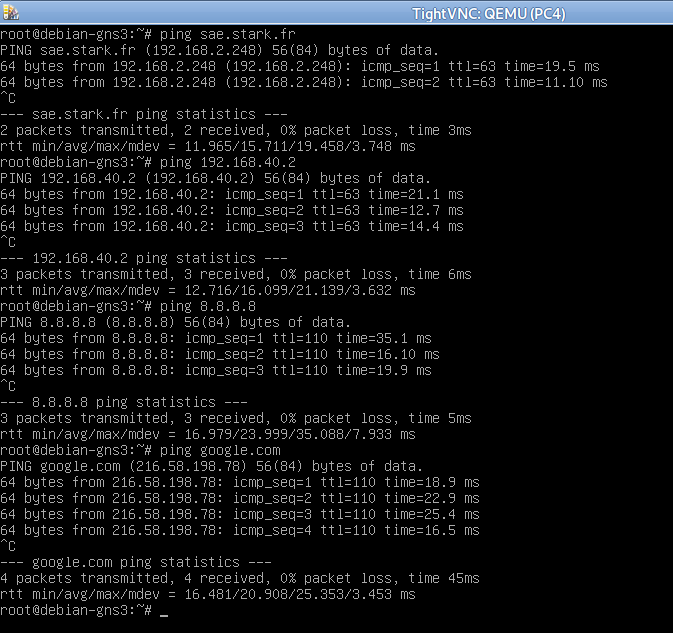 TightVNC: QEMU (PC4)
root@debian-gns3:~# ping sae.stark.fr
PING sae.stark.fr (192.168.2.248) 56(84) bytes of data.
64 bytes from 192.168.2.248 (192.168.2.248): icmp_seq=1 ttl=63 time=19.5 ms
64 bytes from 192.168.2.248 (192.168.2.248): icmp_seq=2 ttl=63 time=11.10 ms
^C
--- sae.stark.fr ping statistics ---
2 packets transmitted, 2 received, 0% packet loss, time 3ms
rtt min/avg/max/mdev = 11.965/15.711/19.458/3.748 ms
root@debian-gns3:~# ping 192.168.40.2
PING 192.168.40.2 (192.168.40.2) 56(84) bytes of data.
64 bytes from 192.168.40.2: icmp_seq=1 ttl=63 time=21.1 ms
64 bytes from 192.168.40.2: icmp_seq=2 ttl=63 time=12.7 ms
64 bytes from 192.168.40.2: icmp_seq=3 ttl=63 time=14.4 ms
^C
--- 192.168.40.2 ping statistics ---
3 packets transmitted, 3 received, 0% packet loss, time 6ms
rtt min/avg/max/mdev = 12.716/16.099/21.139/3.632 ms
root@debian-gns3:~# ping 8.8.8.8
PING 8.8.8.8 (8.8.8.8) 56(84) bytes of data.
64 bytes from 8.8.8.8: icmp_seq=1 ttl=110 time=35.1 ms
64 bytes from 8.8.8.8: icmp_seq=2 ttl=110 time=16.10 ms
64 bytes from 8.8.8.8: icmp_seq=3 ttl=110 time=19.9 ms
^C
--- 8.8.8.8 ping statistics ---
3 packets transmitted, 3 received, 0% packet loss, time 5ms
rtt min/avg/max/mdev = 16.979/23.999/35.088/7.933 ms
root@debian-gns3:~# ping google.com
PING google.com (216.58.198.78) 56(84) bytes of data.
64 bytes from 216.58.198.78: icmp_seq=1 ttl=110 time=18.9 ms
64 bytes from 216.58.198.78: icmp_seq=2 ttl=110 time=22.9 ms
64 bytes from 216.58.198.78: icmp_seq=3 ttl=110 time=25.4 ms
64 bytes from 216.58.198.78: icmp_seq=4 ttl=110 time=16.5 ms
^C
--- google.com ping statistics ---
4 packets transmitted, 4 received, 0% packet loss, time 45ms
rtt min/avg/max/mdev = 16.481/20.908/25.353/3.453 ms
root@debian-gns3:~# _